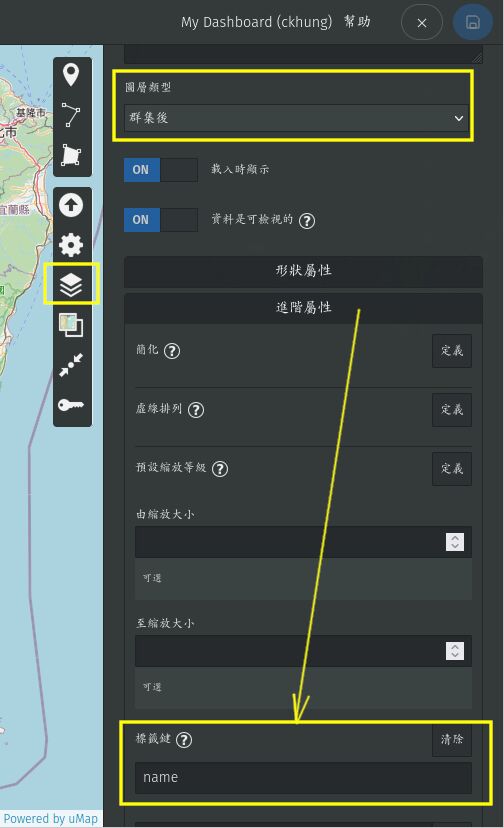 My Dashboard (ckhung) 幫助
圖層類型
群集後
ON 載入時顯示
ON 資料是可檢視的 ?
形狀屬性
進階屬性
簡化 ? 定義
虛線排列 ? 定義
預設縮放等級 ? 定義
由縮放大小
可選
至縮放大小
可選
標籤鍵 ? 清除
name
基隆市
北市
宜蘭縣
Powered by uMap